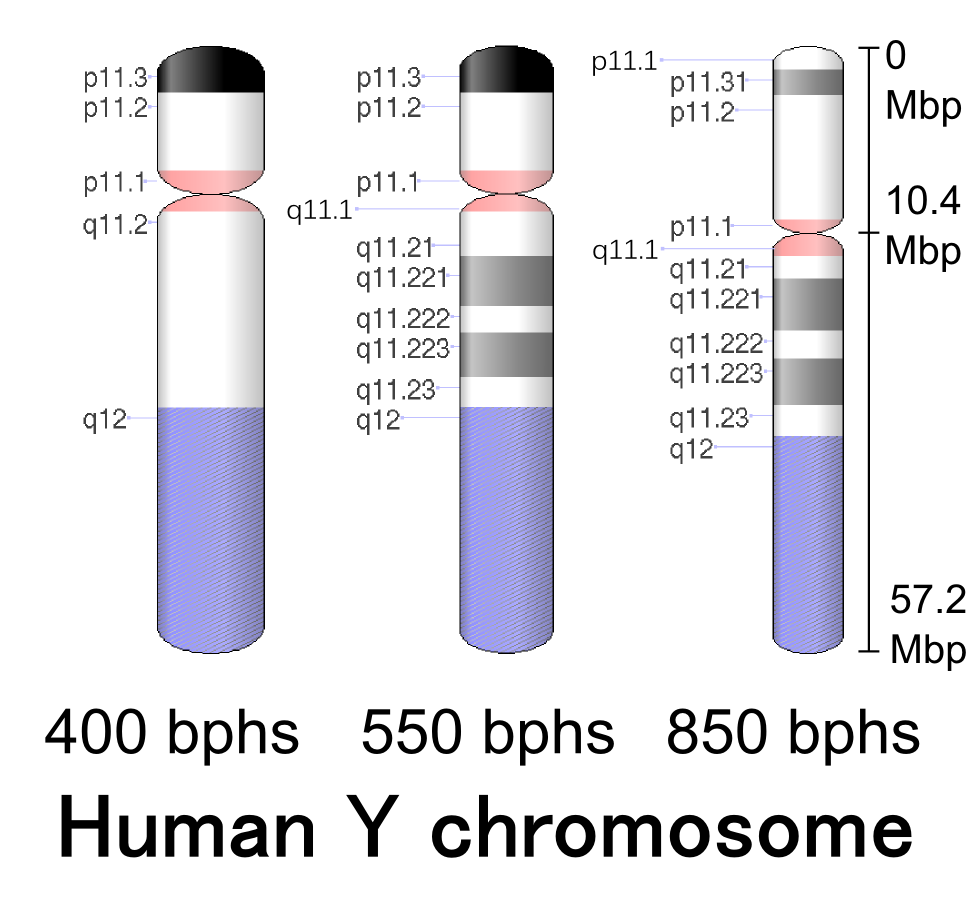 p11.3
p11.2
p11.1
q11.2
q12
p11.3
p11.2
p11.1
q11.1
q11.21
q11.221
q11.222
q11.223
q11.23
q12
p11.1
p11.31
p11.2
p11.1
q11.1
q11.21
q11.221
q11.222
q11.223
q11.23
q12
0
Mbp
10.4
Mbp
57.2
Mbp
400 bphs
550 bphs
850 bphs
Human Y chromosome